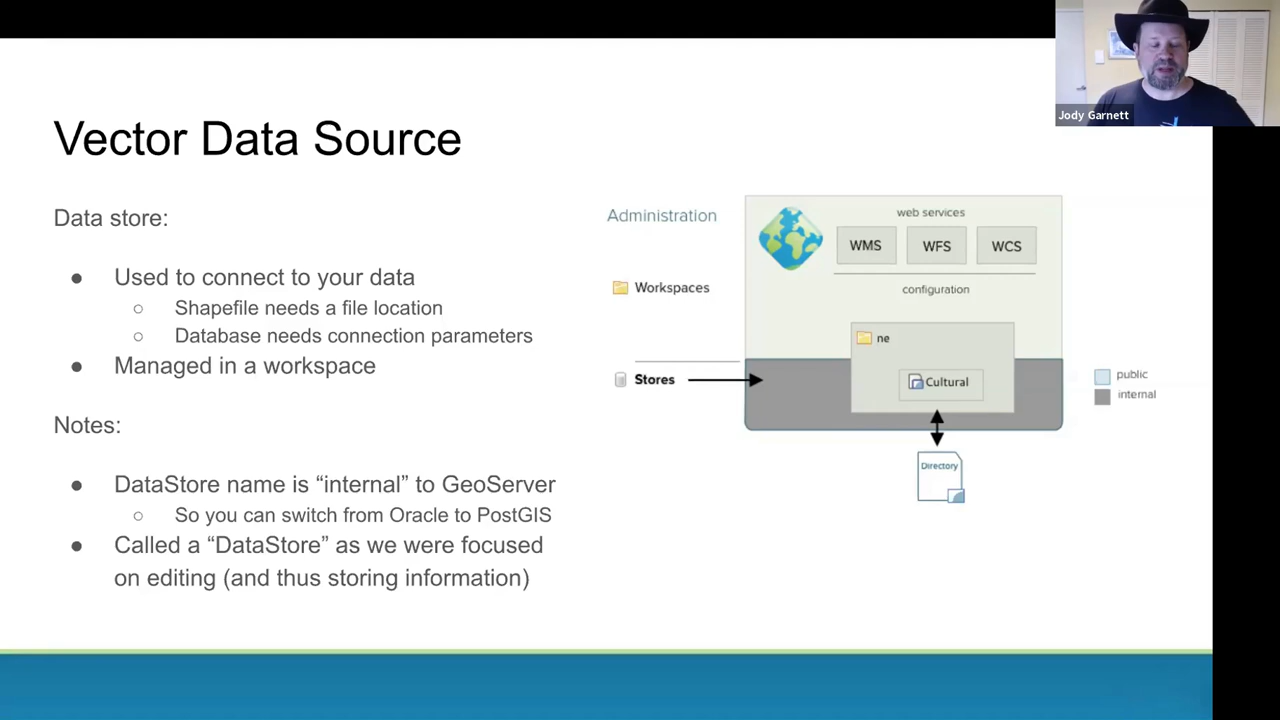 Jody Garnett
Vector Data Source
Data store:
● Used to connect to your data
○ Shapefile needs a file location
○ Database needs connection parameters
● Managed in a workspace
Notes:
● DataStore name is “internal” to GeoServer
○ So you can switch from Oracle to PostGIS
● Called a “DataStore” as we were focused
on editing (and thus storing information)
Administration
Workspaces
Stores
web services
WMS WFS WCS
configuration
ne
Cultural
Directory
public
internal